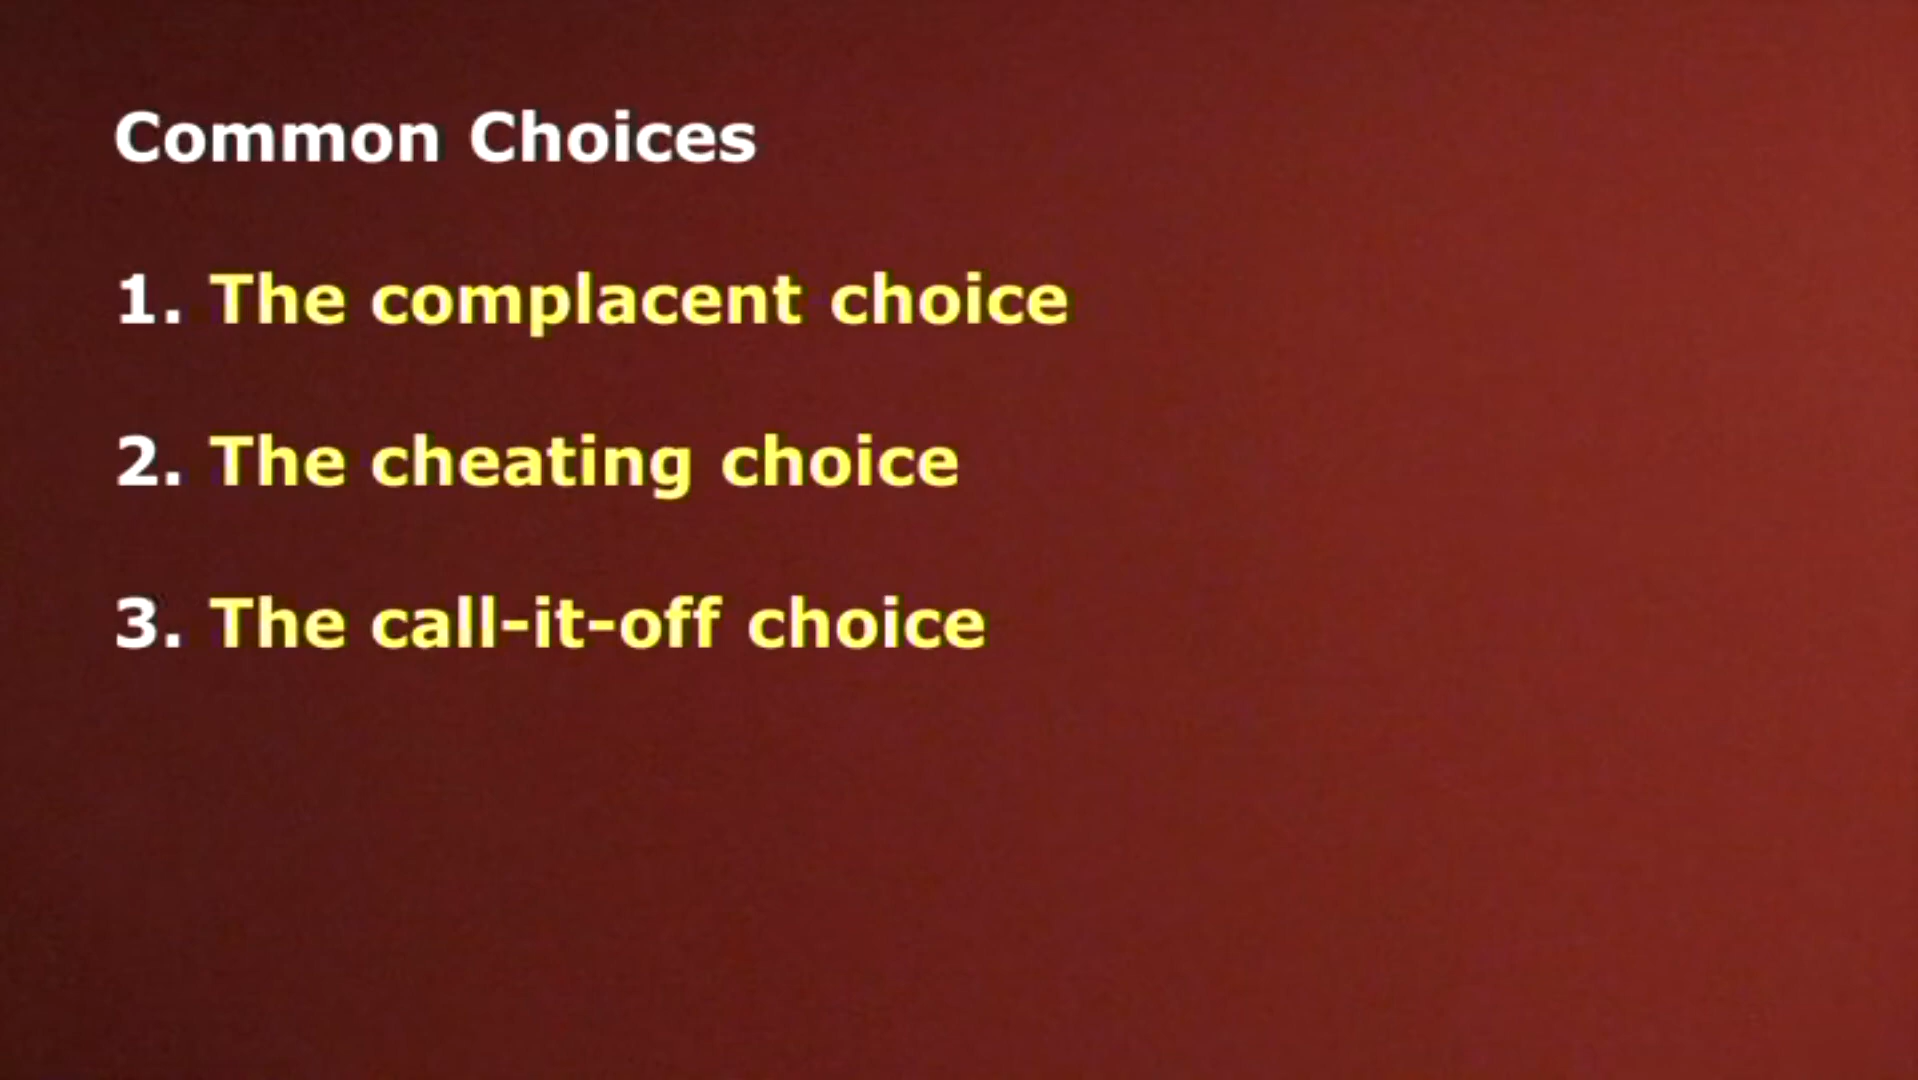 Common Choices
1. The complacent choice
2. The cheating choice
3. The call-it-off choice